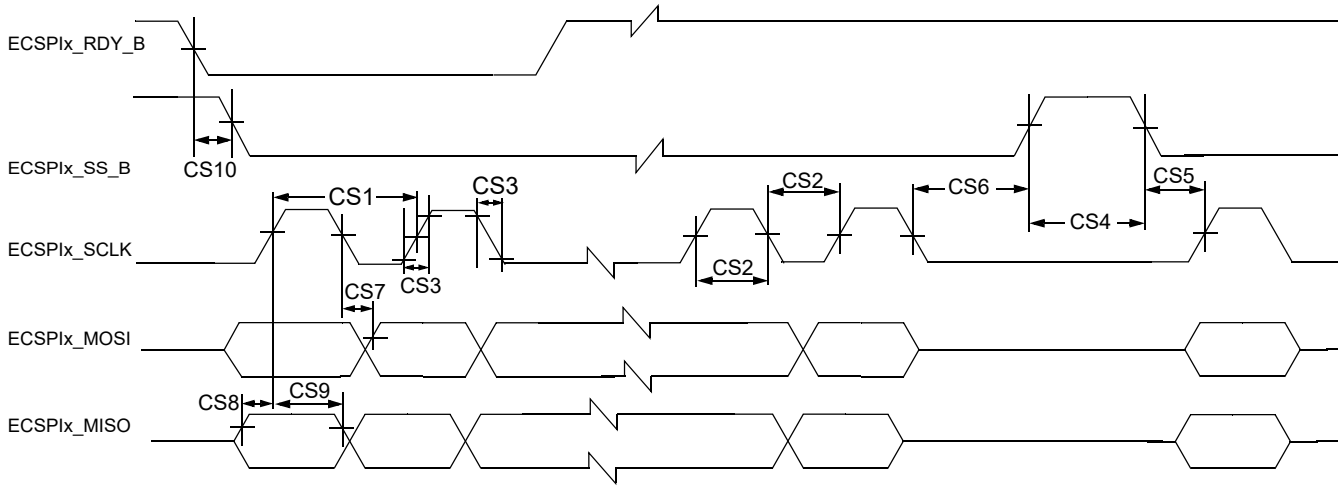 ECSPIx_RDY_B
CS10
ECSPIx_SS_B
CS1
CS3
CS2
CS6
CS5
CS4
ECSPIx_SCLK
CS3
CS2
CS7
ECSPIx_MOSI
CS8
CS9
ECSPIx_MISO